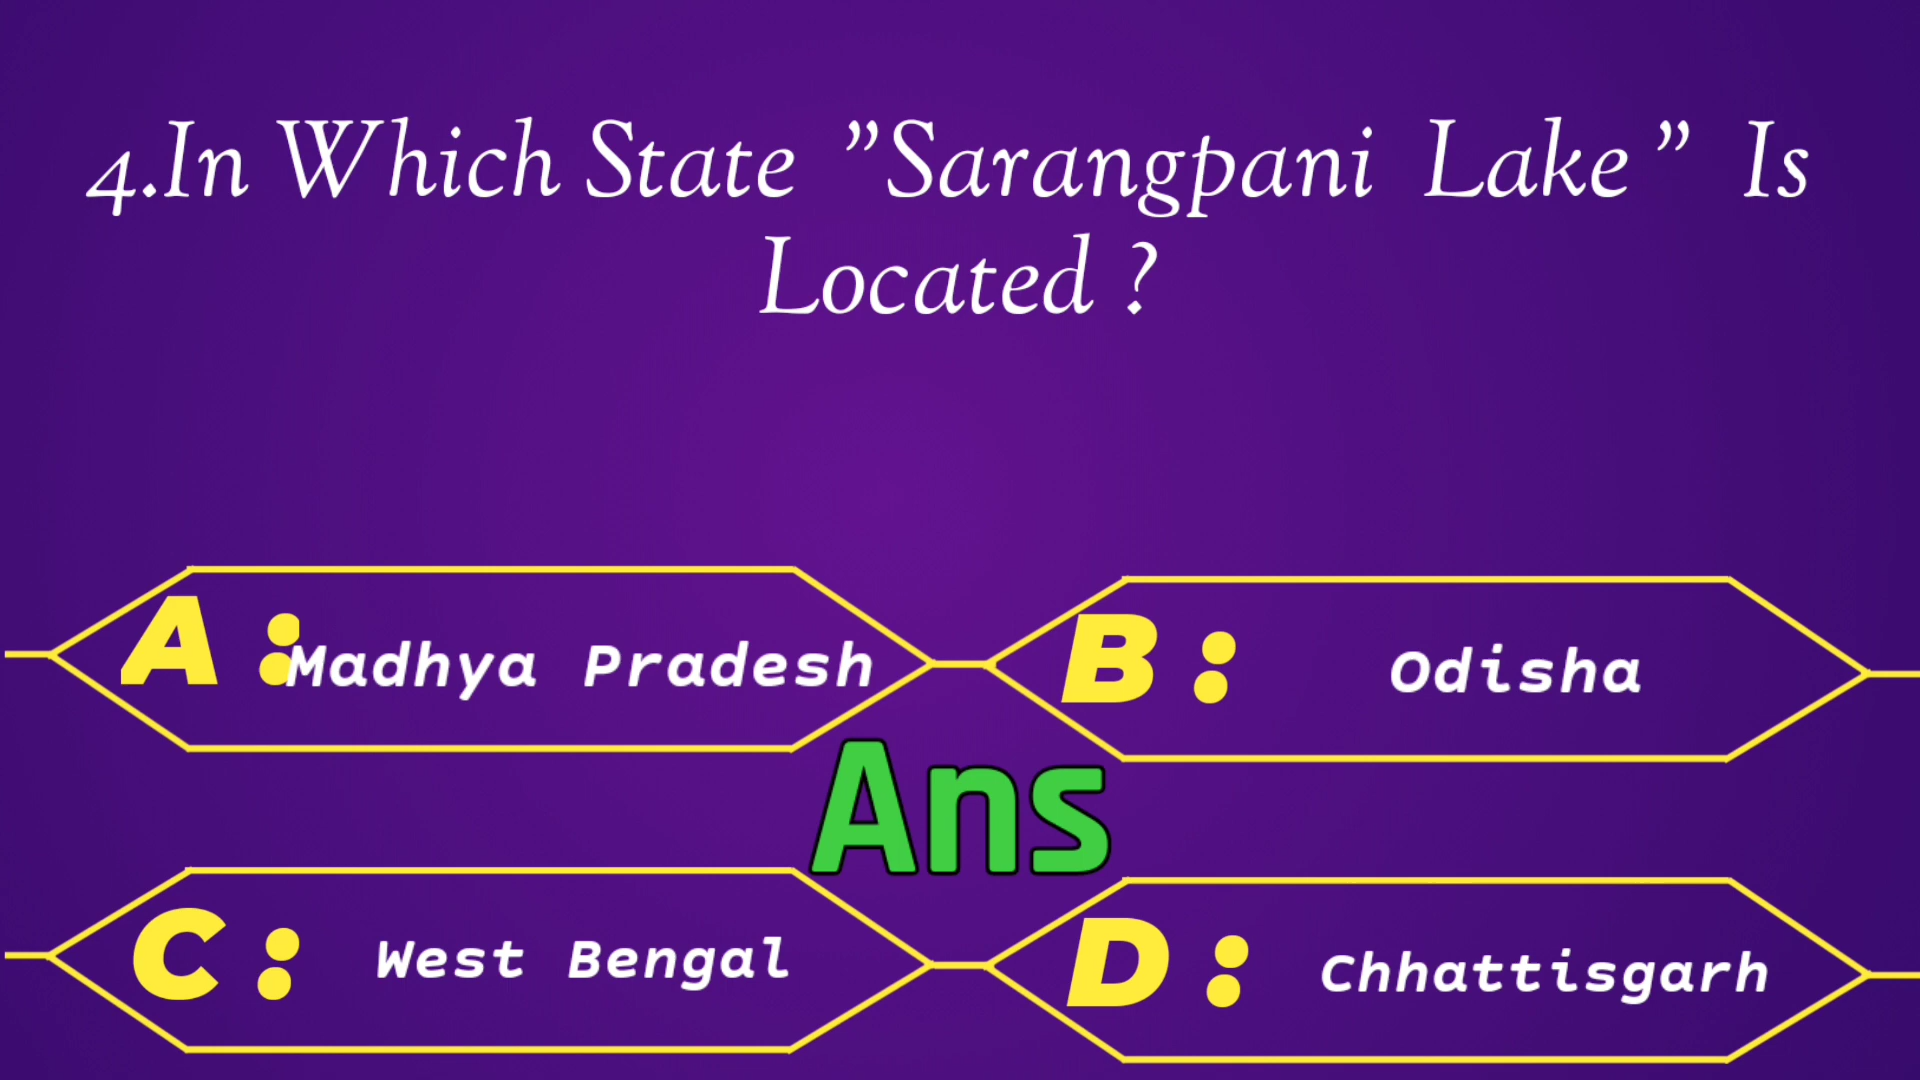 4.In Which State ”Sarangpani Lake ” Is
Located ?
A : Madhya Pradesh
B : Odisha
Ans
C : West Bengal
D : Chhattisgarh